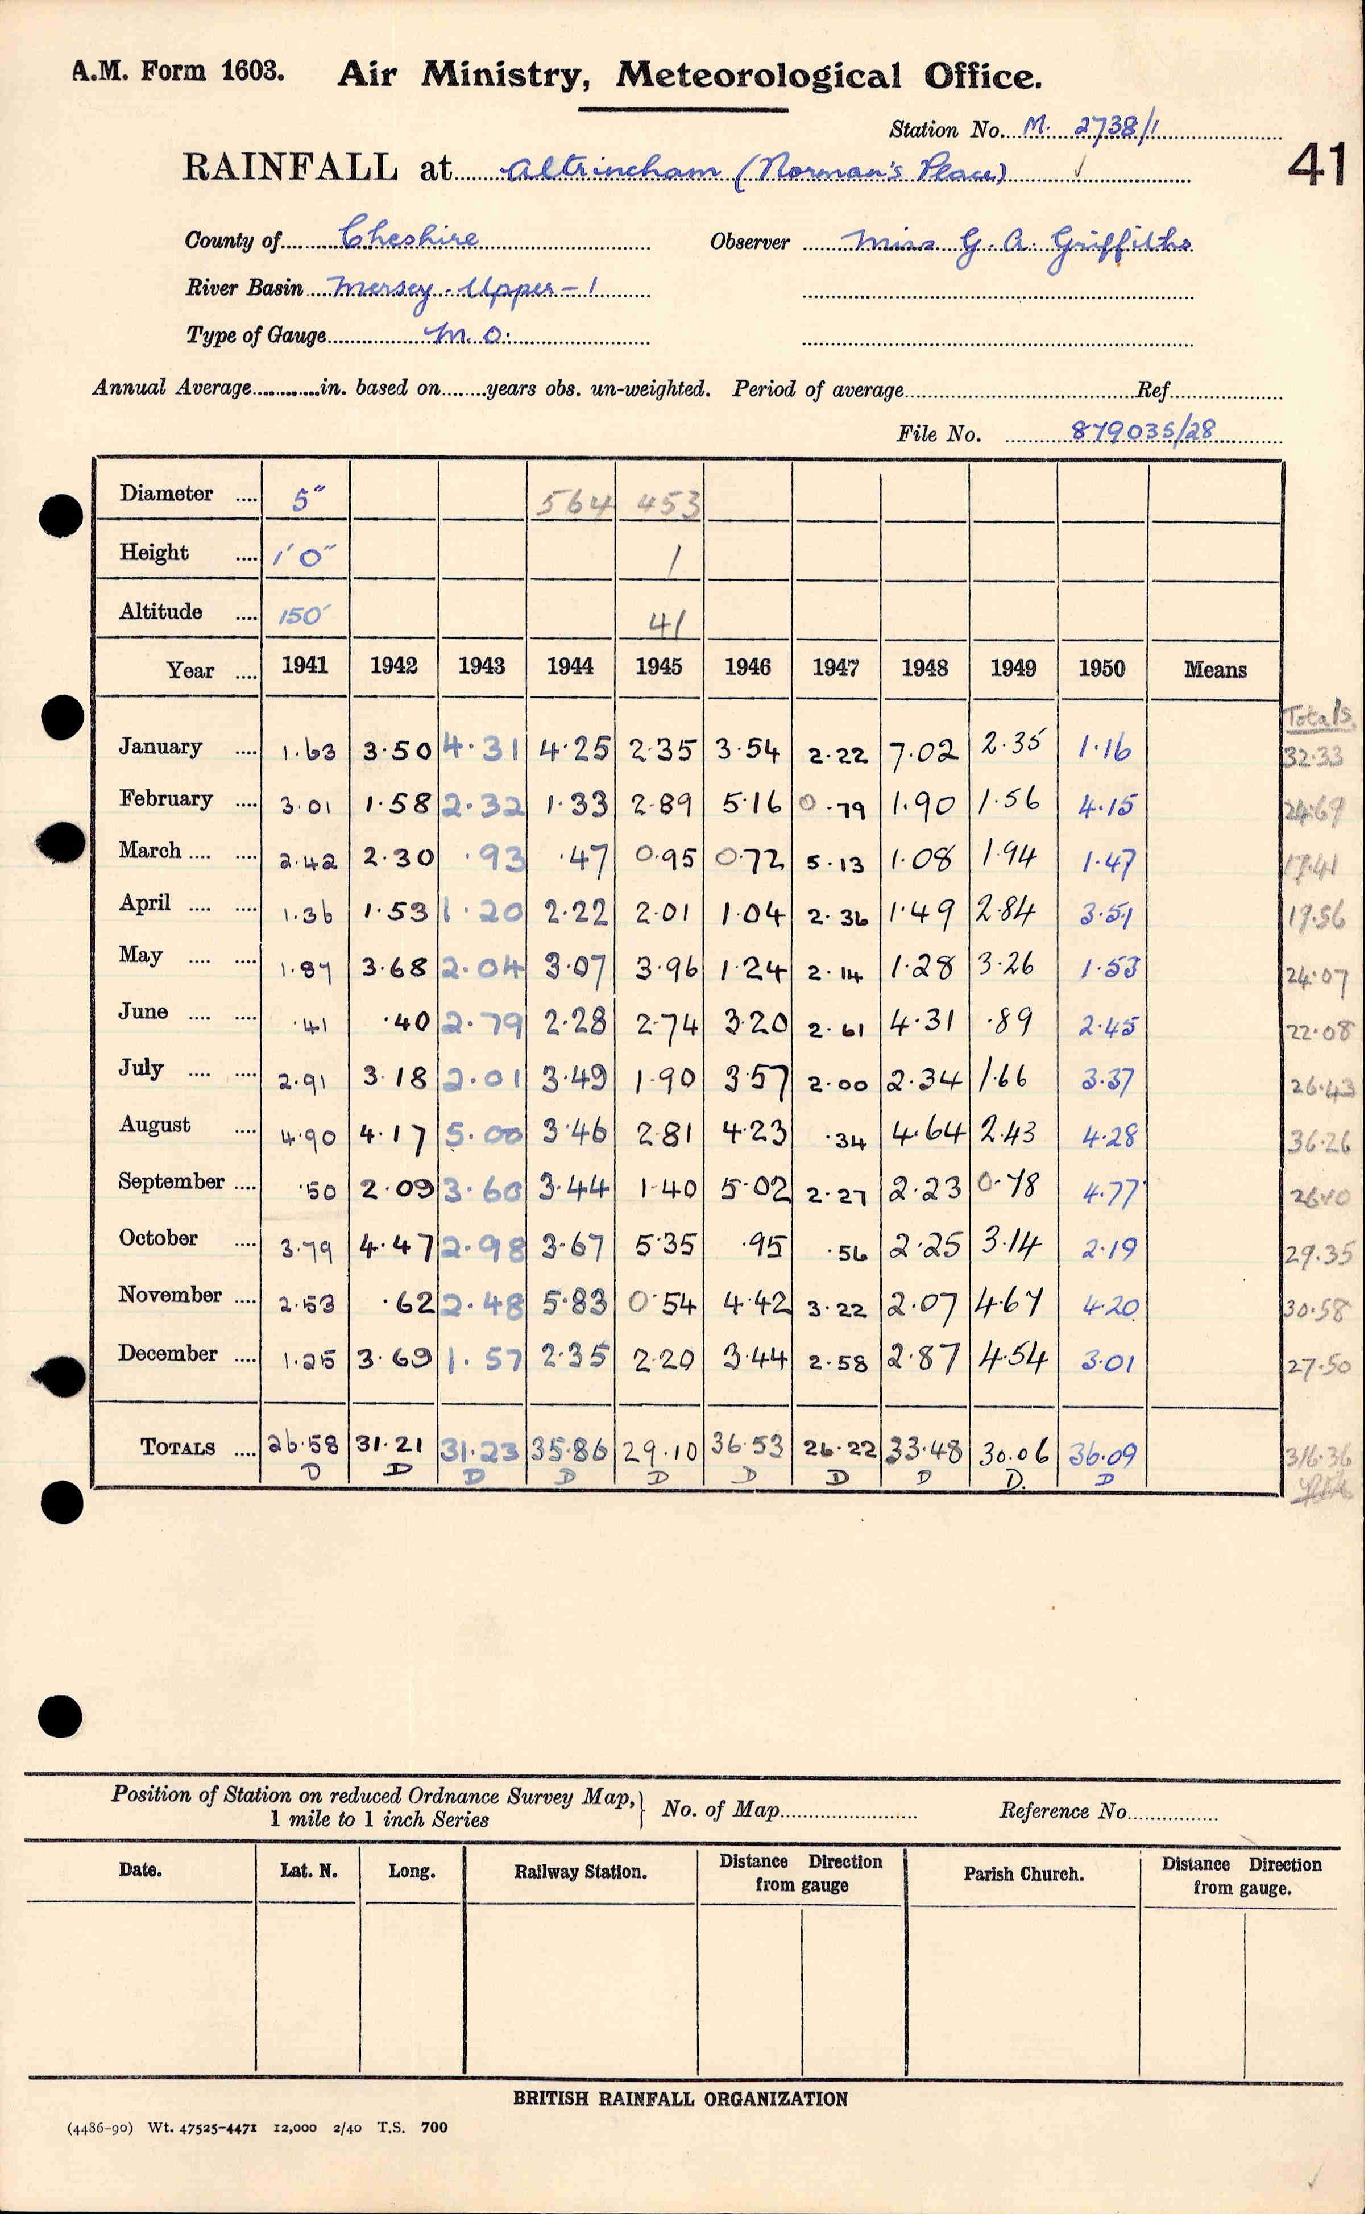 A.M. Form 1603. Air Ministry, Meteorological Office.
Station No. M. 2738/1
41
RAINFALL at Altrincham (Norman's Place) ✓
County of Cheshire Observer Miss G. A. Griffiths
River Basin Mersey - Upper - 1
Type of Gauge M.O.
Annual Average............in. based on........years obs. un-weighted. Period of average Ref
File No. 879035/28
Diameter .... 5" 564 453
Height .... 1'0" 1
Altitude .... 150' 41
Year .... 1941 1942 1943 1944 1945 1946 1947 1948 1949 1950 Means
Totals
January .... 1.63 3.50 4.31 4.25 2.35 3.54 2.22 7.02 2.35 1.16 32.33
February .... 3.01 1.58 2.32 1.33 2.89 5.16 0.79 1.90 1.56 4.15 24.69
March .... .... 2.42 2.30 .93 .47 0.95 0.72 5.13 1.08 1.94 1.47 17.41
April .... .... 1.36 1.53 1.20 2.22 2.01 1.04 2.36 1.49 2.84 3.51 19.56
May .... .... 1.87 3.68 2.04 3.07 3.96 1.24 2.14 1.28 3.26 1.53 24.07
June .... .... .41 .40 2.79 2.28 2.74 3.20 2.61 4.31 .89 2.45 22.08
July .... .... 2.91 3.18 2.01 3.49 1.90 3.57 2.00 2.34 1.66 3.37 26.43
August .... 4.90 4.17 5.00 3.46 2.81 4.23 .34 4.64 2.43 4.28 36.26
September .... .50 2.09 3.60 3.44 1.40 5.02 2.27 2.23 0.78 4.77 26.10
October .... 3.79 4.47 2.98 3.67 5.35 .95 .56 2.25 3.14 2.19 29.35
November .... 2.53 .62 2.48 5.83 0.54 4.42 3.22 2.07 4.67 4.20 30.58
December .... 1.25 3.69 1.57 2.35 2.20 3.44 2.58 2.87 4.54 3.01 27.50
TOTALS .... 26.58 31.21 31.23 35.86 29.10 36.53 26.22 33.48 30.06 36.09 316.36
D D D D D D D D D. D
Position of Station on reduced Ordnance Survey Map,
1 mile to 1 inch Series } No. of Map Reference No
Date. Lat. N. Long. Railway Station. Distance Direction from gauge Parish Church. Distance Direction from gauge.
BRITISH RAINFALL ORGANIZATION
(4486-90) Wt. 47525-4471 12,000 2/40 T.S. 700